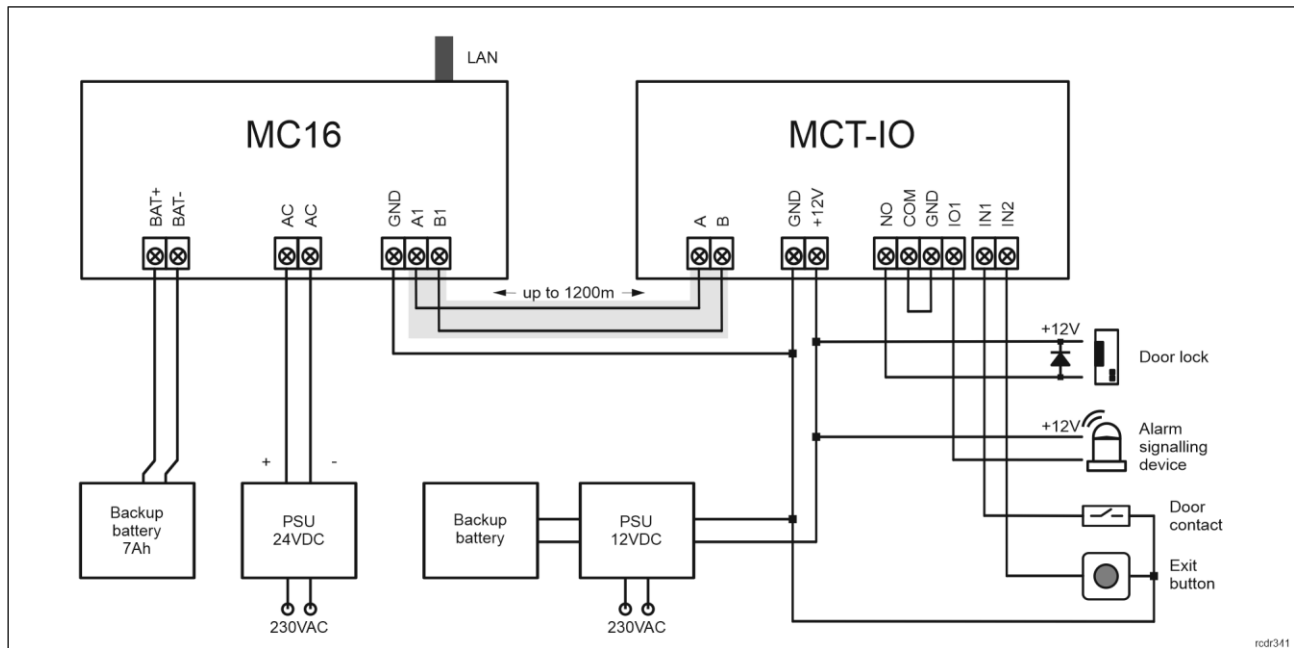 LAN
MC16
MCT-IO
BAT+
BAT-
AC
AC
GND
A1
B1
A
B
GND
+12V
NO
COM
GND
IO1
IN1
IN2
up to 1200m
+12V
Door lock
+12V
Alarm
signalling
device
+
-
Backup
battery
7Ah
PSU
24VDC
Backup
battery
PSU
12VDC
Door
contact
Exit
button
230VAC
230VAC
rcdr341